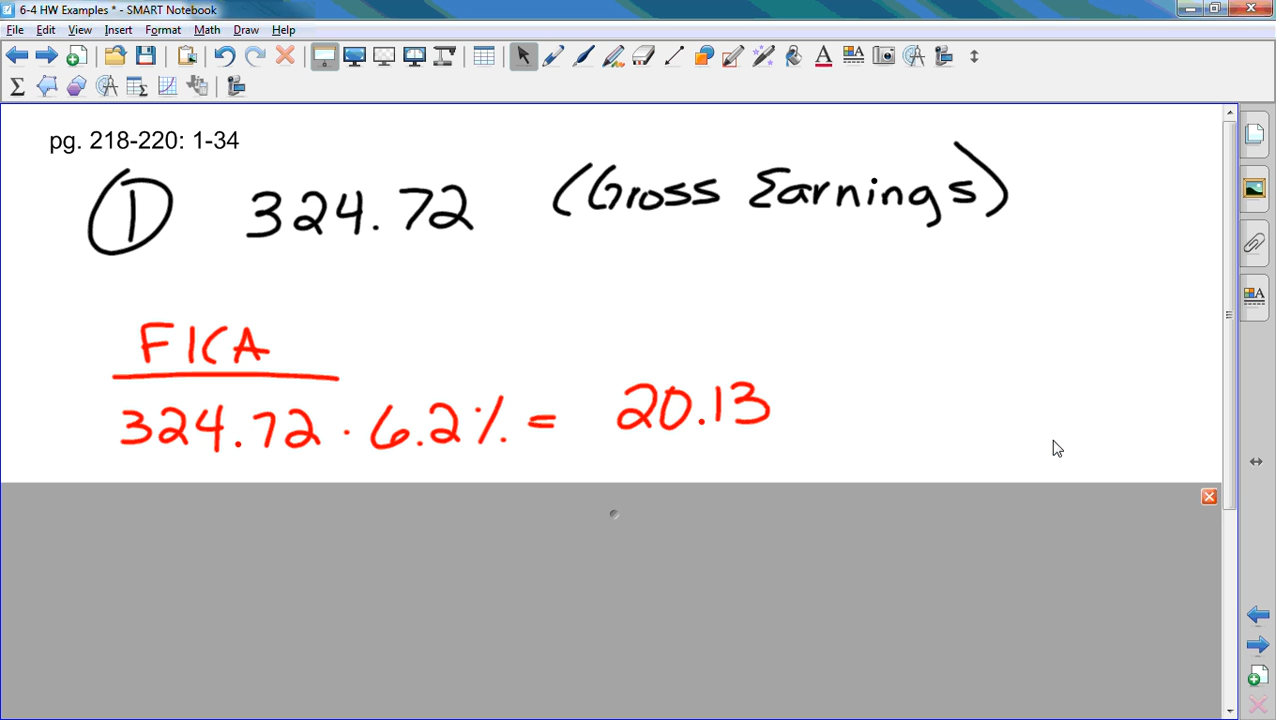 6-4 HW Examples * - SMART Notebook
File Edit View Insert Format Math Draw Help
pg. 218-220: 1-34
1 324.72 (Gross Earnings)
FICA
324.72 · 6.2% = 20.13